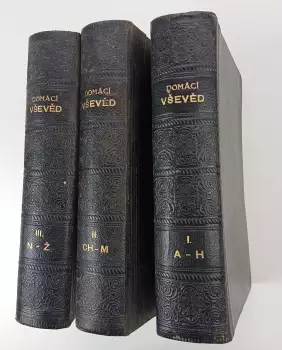 DOMÁCÍ
VŠEVĚD
III.
N - Ž
DOMÁCÍ
VŠEVĚD
II.
CH-M
DOMÁCÍ
VŠEVĚD
I.
A - H